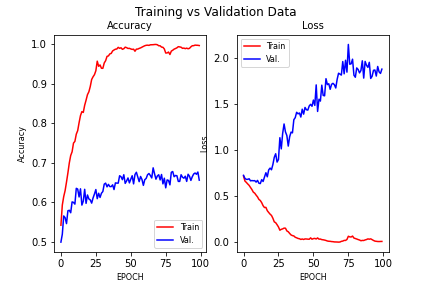 Training vs Validation Data
Accuracy
Accuracy
1.0
0.9
0.8
0.7
0.6
0.5
0
25
50
75
100
EPOCH
Train
Val.
Loss
Loss
2.0
1.5
1.0
0.5
0.0
0
25
50
75
100
EPOCH
Train
Val.